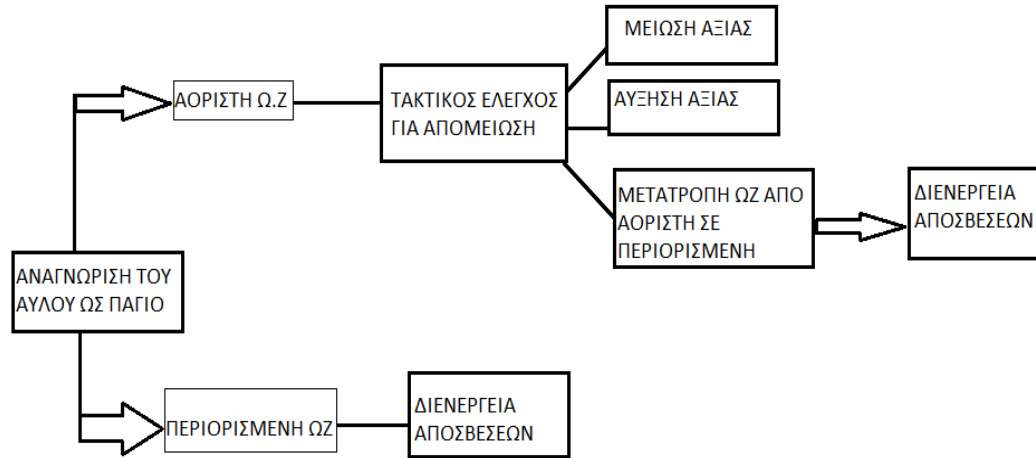 ΜΕΙΩΣΗ ΑΞΙΑΣ
ΑΟΡΙΣΤΗ Ω.Ζ
ΤΑΚΤΙΚΟΣ ΕΛΕΓΧΟΣ
ΓΙΑ ΑΠΟΜΕΙΩΣΗ
ΑΥΞΗΣΗ ΑΞΙΑΣ
ΜΕΤΑΤΡΟΠΗ ΩΖ ΑΠΟ
ΑΟΡΙΣΤΗ ΣΕ
ΠΕΡΙΟΡΙΣΜΕΝΗ
ΔΙΕΝΕΡΓΕΙΑ
ΑΠΟΣΒΕΣΕΩΝ
ΑΝΑΓΝΩΡΙΣΗ ΤΟΥ
ΑΥΛΟΥ ΩΣ ΠΑΓΙΟ
ΠΕΡΙΟΡΙΣΜΕΝΗ ΩΖ
ΔΙΕΝΕΡΓΕΙΑ
ΑΠΟΣΒΕΣΕΩΝ